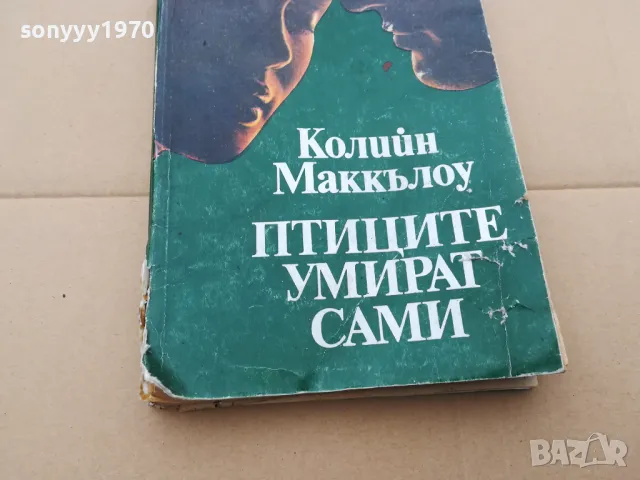 sonyyy1970
Колийн
Маккълоу
ПТИЦИТЕ
УМИРАТ
САМИ
BAZAR